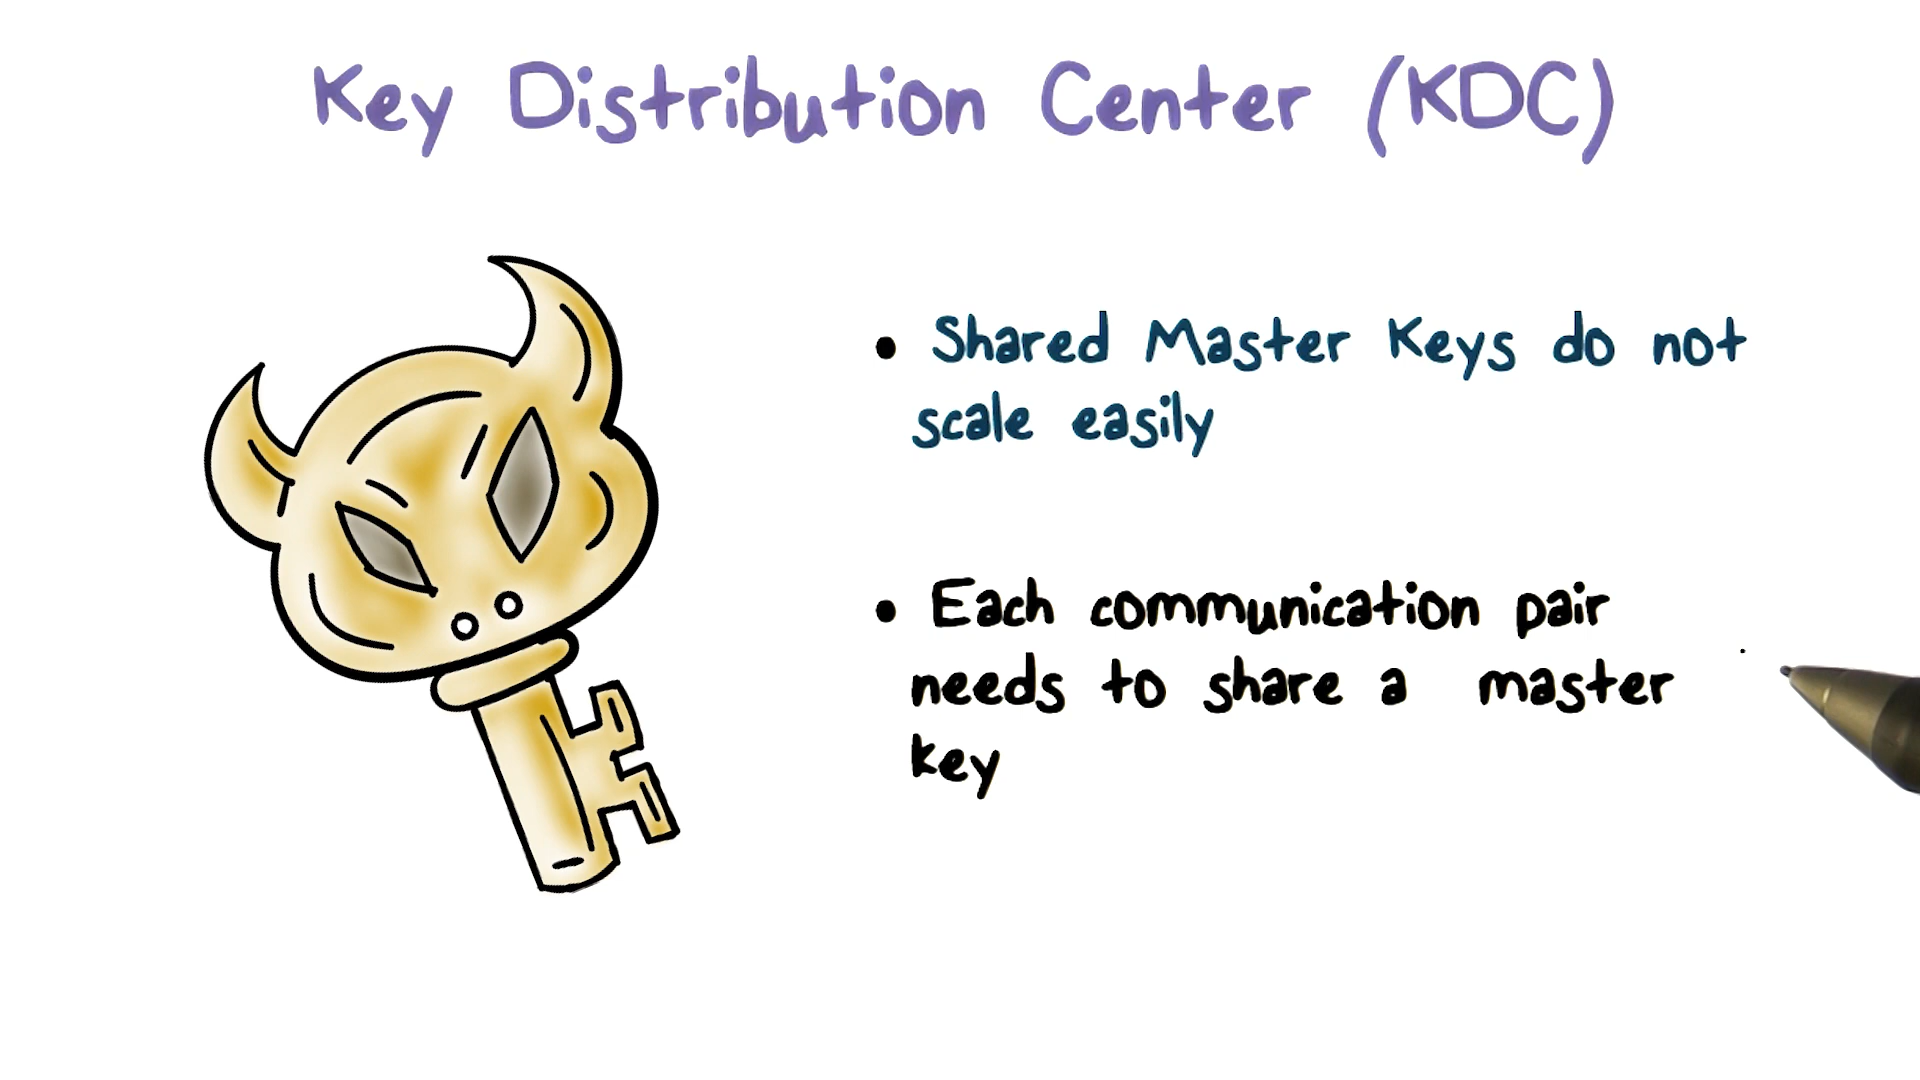 Key Distribution Center (KDC)
• Shared Master Keys do not
scale easily
• Each communication pair
needs to share a master
key